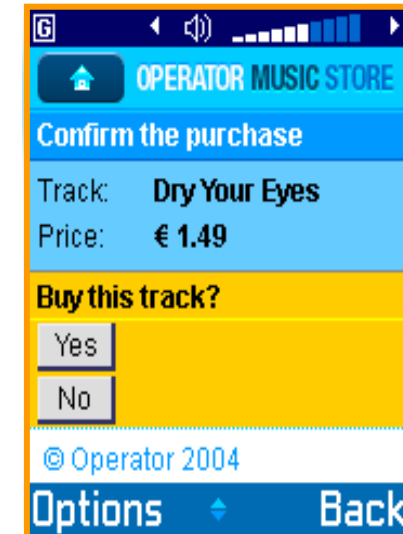 G
OPERATOR MUSIC STORE
Confirm the purchase
Track: Dry Your Eyes
Price: € 1.49
Buy this track?
Yes
No
© Operator 2004
Options Back